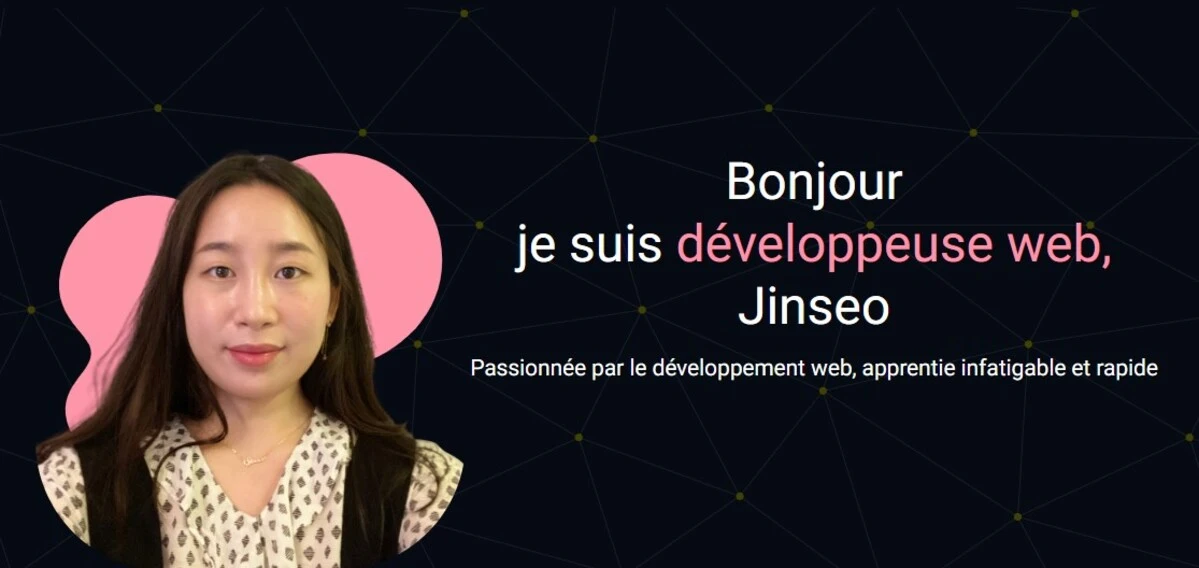 Bonjour
je suis développeuse web,
Jinseo
Passionnée par le développement web, apprentie infatigable et rapide